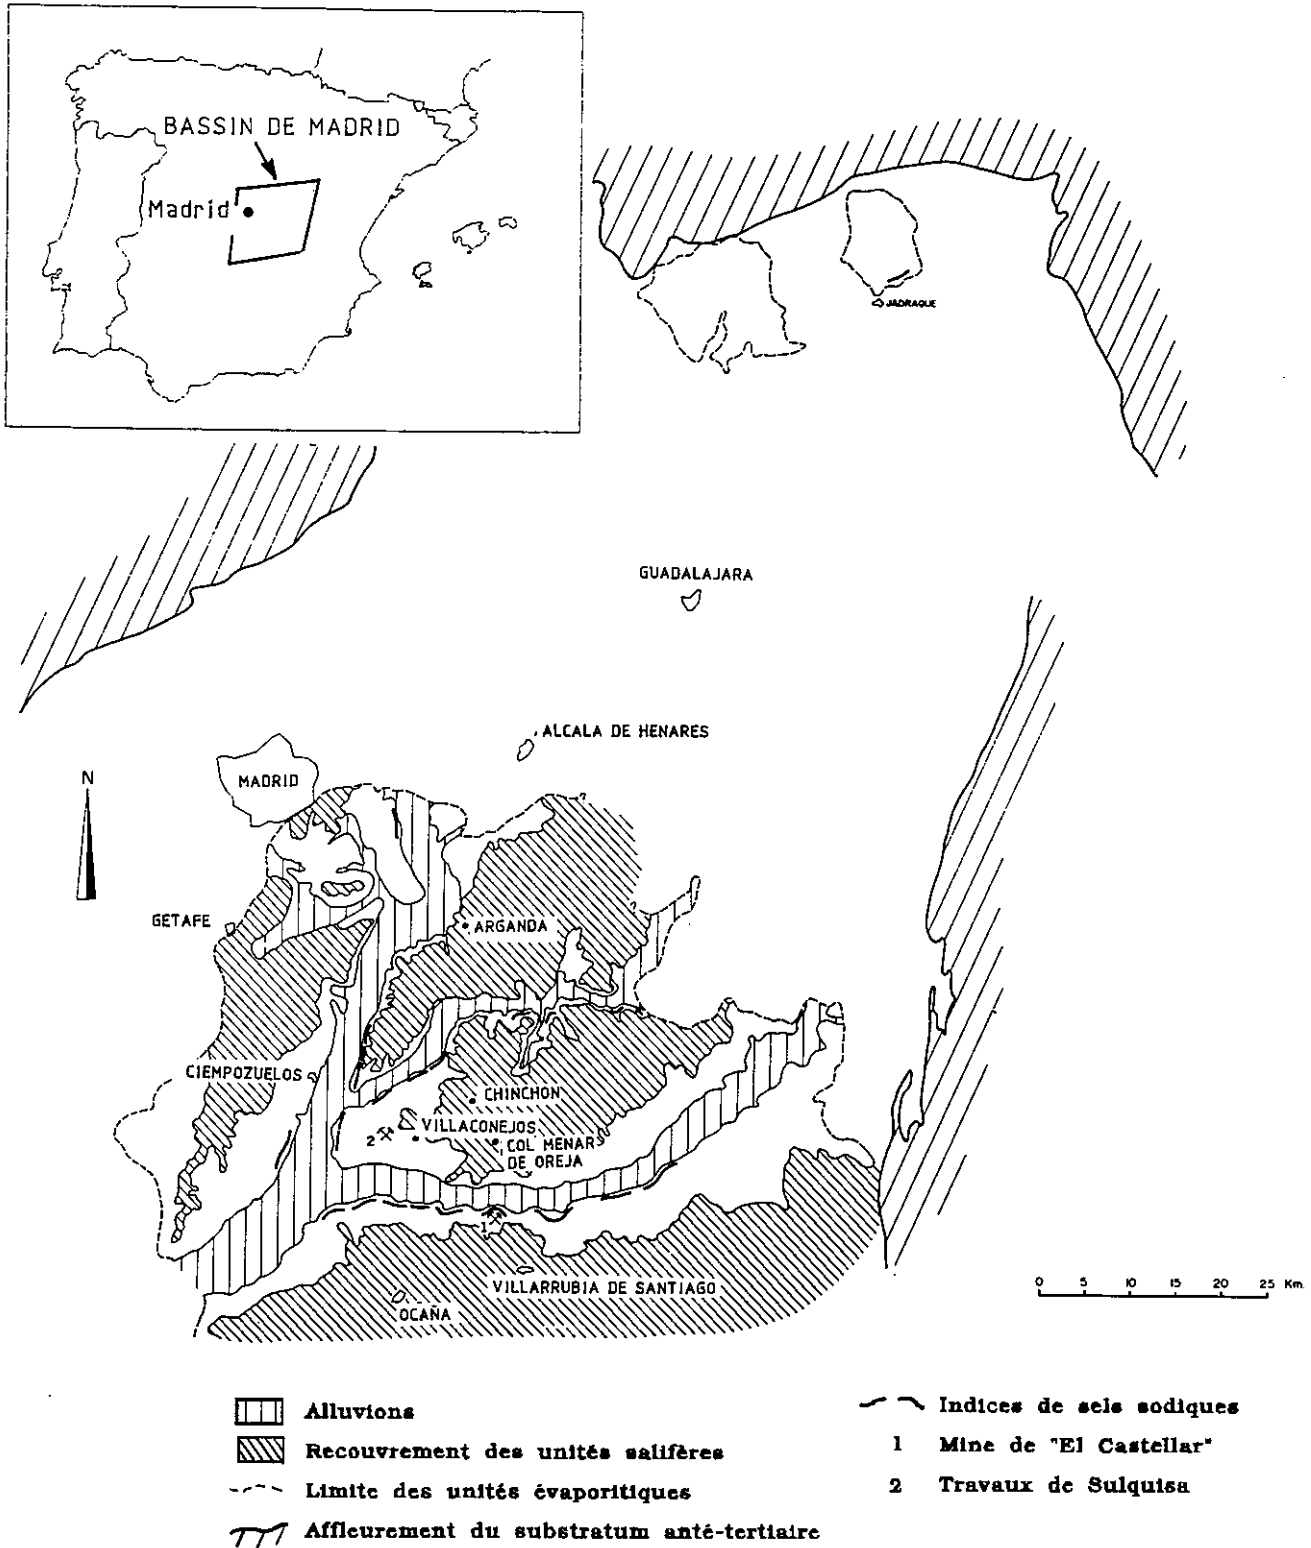 BASSIN DE MADRID
Madrid
JADRAQUE
GUADALAJARA
ALCALA DE HENARES
MADRID
N
GETAFE
ARGANDA
CIEMPOZUELOS
CHINCHON
VILLACONEJOS
2
COL MENAR
DE OREJA
1
VILLARRUBIA DE SANTIAGO
OCAÑA
0 5 10 15 20 25 Km.
Alluvions
Recouvrement des unités salifères
Limite des unités évaporitiques
Affleurement du substratum anté-tertiaire
Indices de sels sodiques
1 Mine de "El Castellar"
2 Travaux de Sulquisa